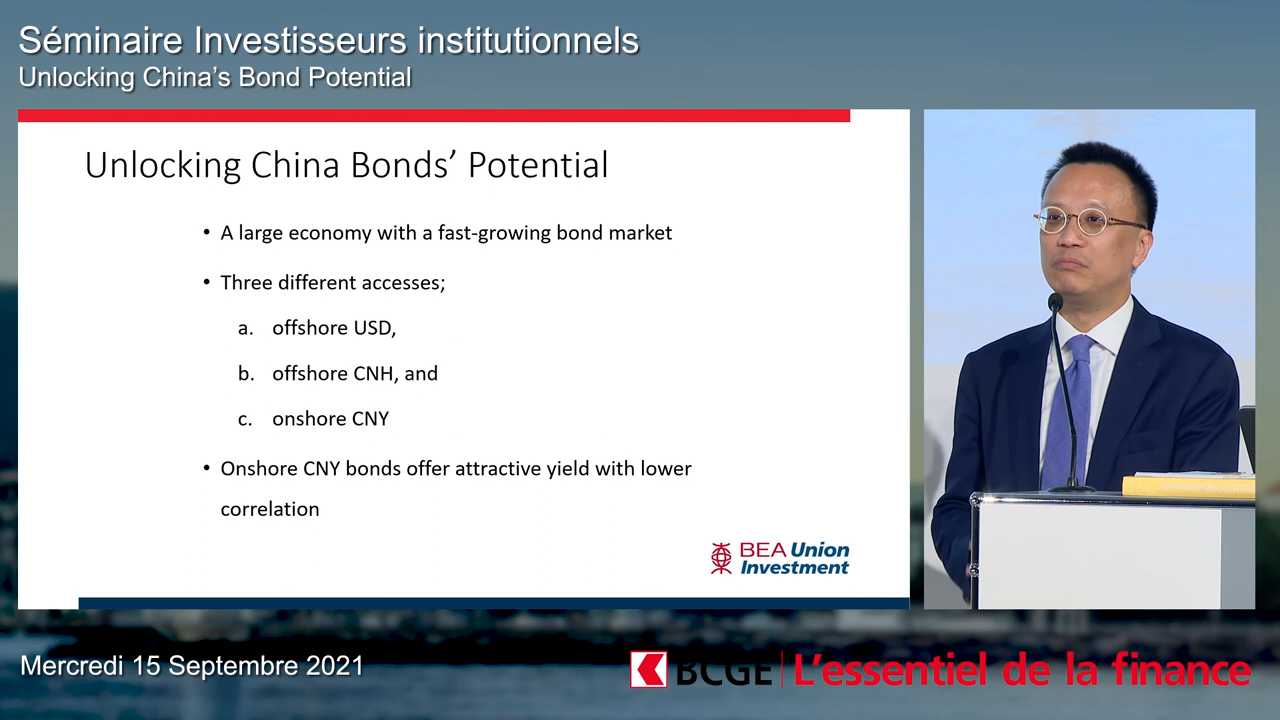 Séminaire Investisseurs institutionnels
Unlocking China’s Bond Potential
Unlocking China Bonds’ Potential
• A large economy with a fast-growing bond market
• Three different accesses;
a. offshore USD,
b. offshore CNH, and
c. onshore CNY
• Onshore CNY bonds offer attractive yield with lower
correlation
BEA Union
Investment
Mercredi 15 Septembre 2021
BCGE L’essentiel de la finance